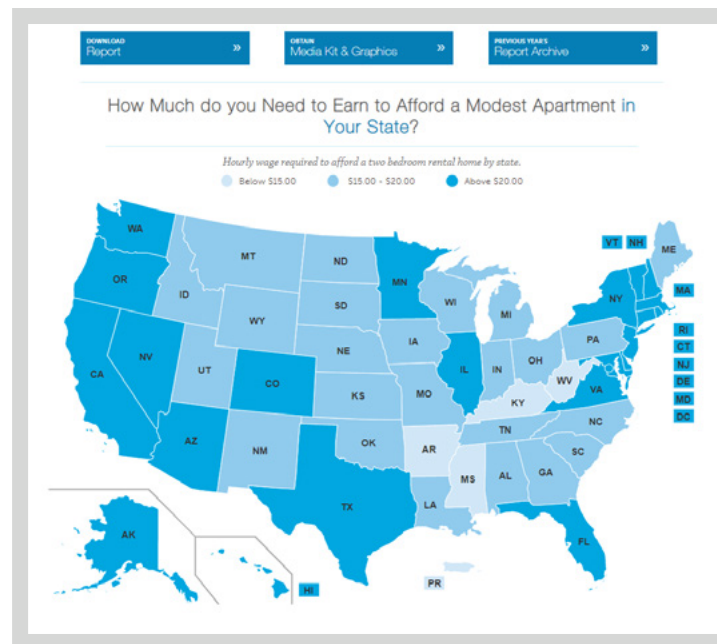 DOWNLOAD
Report »
OBTAIN
Media Kit & Graphics »
PREVIOUS YEARS
Report Archive »
How Much do you Need to Earn to Afford a Modest Apartment in
Your State?
Hourly wage required to afford a two bedroom rental home by state.
Below $15.00
$15.00 - $20.00
Above $20.00
WA
MT
ND
MN
VT
NH
ME
OR
ID
SD
WI
MI
NY
MA
WY
RI
NV
NE
IA
PA
CT
CA
UT
CO
IL
IN
OH
NJ
KS
MO
WV
VA
DE
KY
MD
DC
AZ
NM
OK
AR
TN
NC
SC
TX
LA
MS
AL
GA
FL
AK
HI
PR